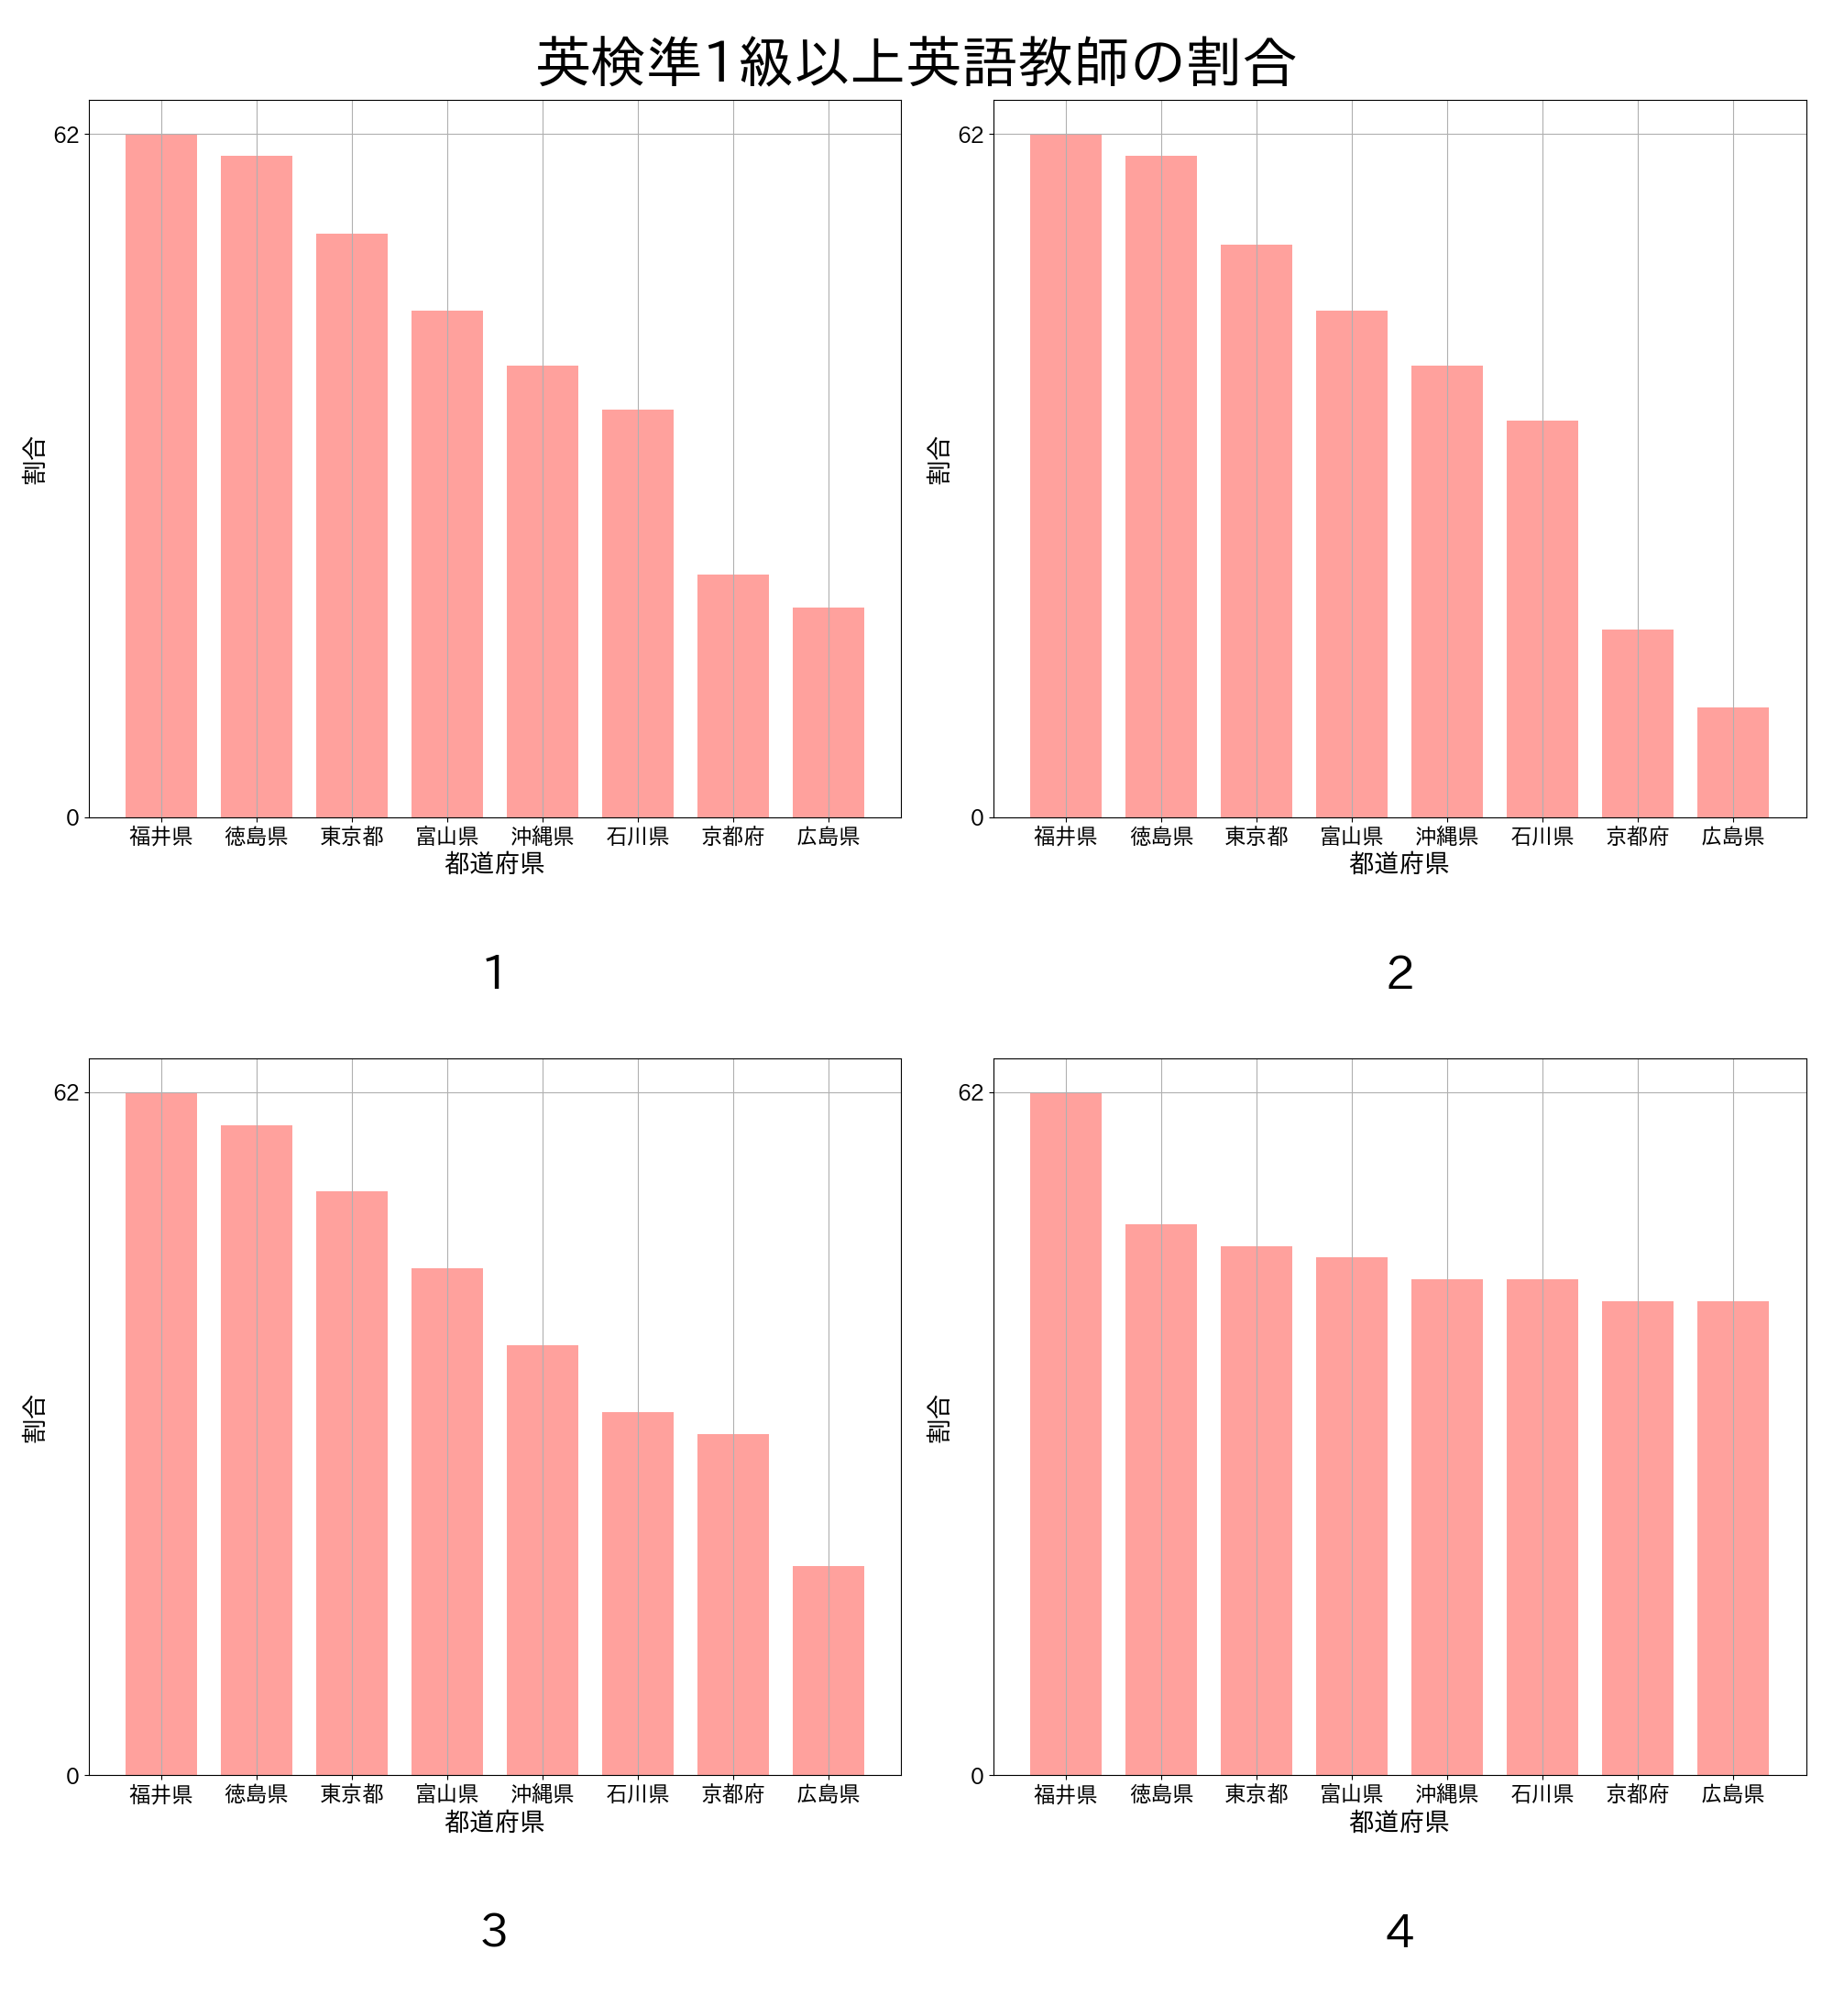 英検準1級以上英語教師の割合
62
0
割合
福井県 徳島県 東京都 富山県 沖縄県 石川県 京都府 広島県
都道府県
1
62
0
割合
福井県 徳島県 東京都 富山県 沖縄県 石川県 京都府 広島県
都道府県
2
62
0
割合
福井県 徳島県 東京都 富山県 沖縄県 石川県 京都府 広島県
都道府県
3
62
0
割合
福井県 徳島県 東京都 富山県 沖縄県 石川県 京都府 広島県
都道府県
4